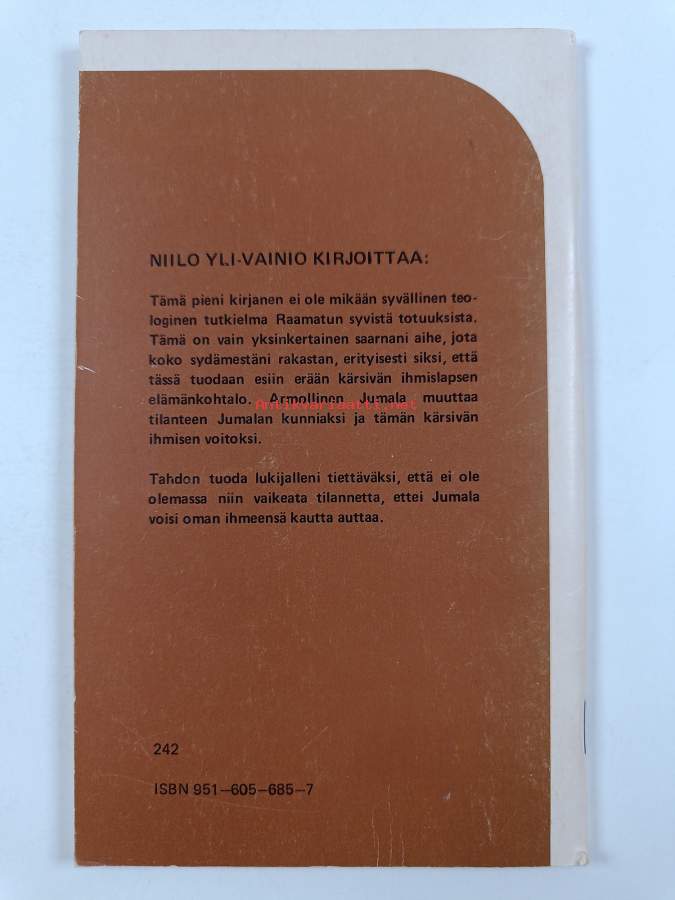 NIILO YLI-VAINIO KIRJOITTAA:
Tämä pieni kirjanen ei ole mikään syvällinen teo-
loginen tutkielma Raamatun syvistä totuuksista.
Tämä on vain yksinkertainen saarnani aihe, jota
koko sydämestäni rakastan, erityisesti siksi, että
tässä tuodaan esiin erään kärsivän ihmislapsen
elämänkohtalo. Armollinen Jumala muuttaa
Antikvariaatti.net
tilanteen Jumalan kunniaksi ja tämän kärsivän
ihmisen voitoksi.
Tahdon tuoda lukijalleni tiettäväksi, että ei ole
olemassa niin vaikeata tilannetta, ettei Jumala
voisi oman ihmeensä kautta auttaa.
242
ISBN 951–605–685–7